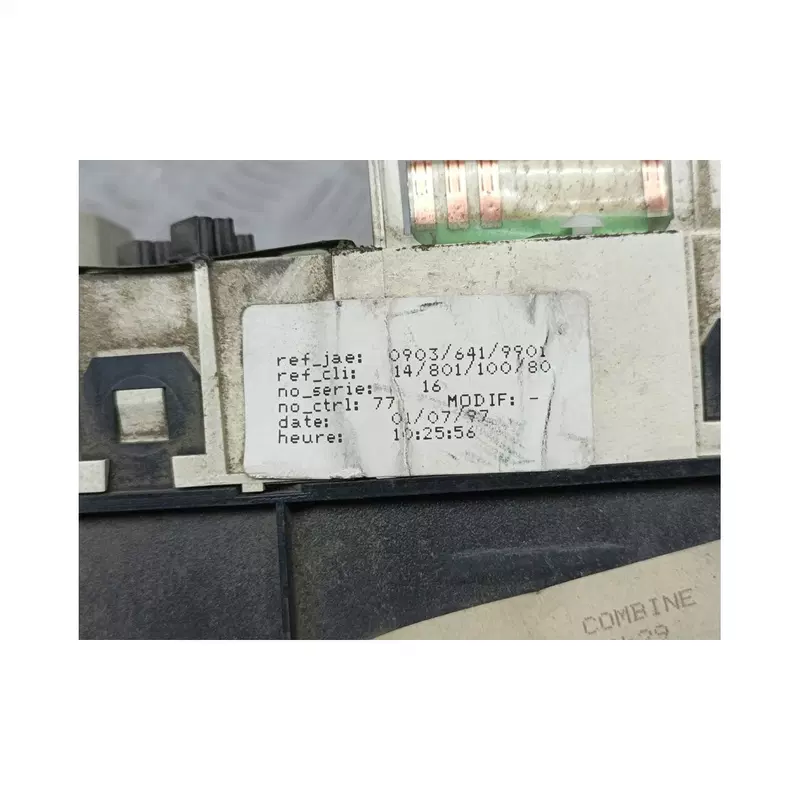 ref_jae: 0903/641/9901
ref_cli: 14/801/100/80
no_serie: 16
no_ctrl: 77 MODIF: -
date: 01/07/97
heure: 10:25:56
COMBINE